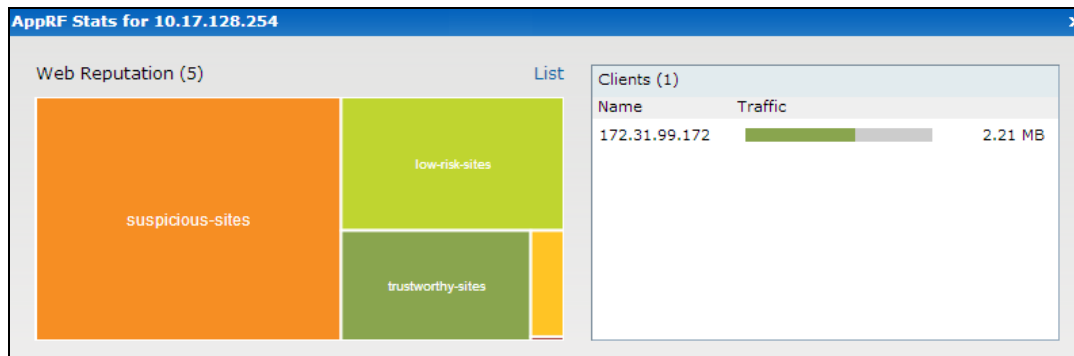 AppRF Stats for 10.17.128.254
Web Reputation (5)
List
suspicious-sites
low-risk-sites
trustworthy-sites
Clients (1)
Name Traffic
172.31.99.172 2.21 MB